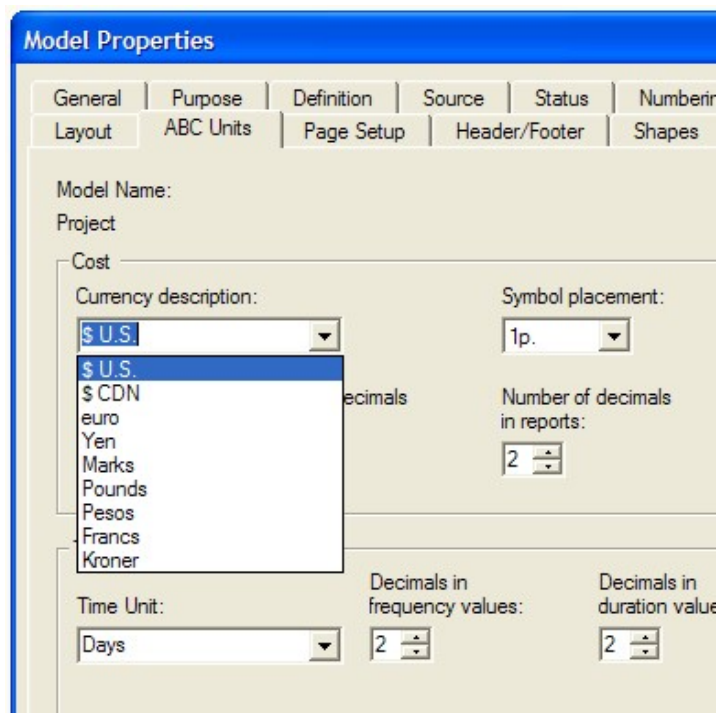 Model Properties
General Purpose Definition Source Status
Layout ABC Units Page Setup Header/Footer Shapes
Model Name:
Project
Cost
Currency description: Symbol placement:
$ U.S. 1p.
$ U.S.
$ CDN
euro
Yen
Marks
Pounds
Pesos
Francs
Kroner
Number of decimals
in reports:
2
Decimals in Decimals in
Time Unit: frequency values: duration
Days 2 2